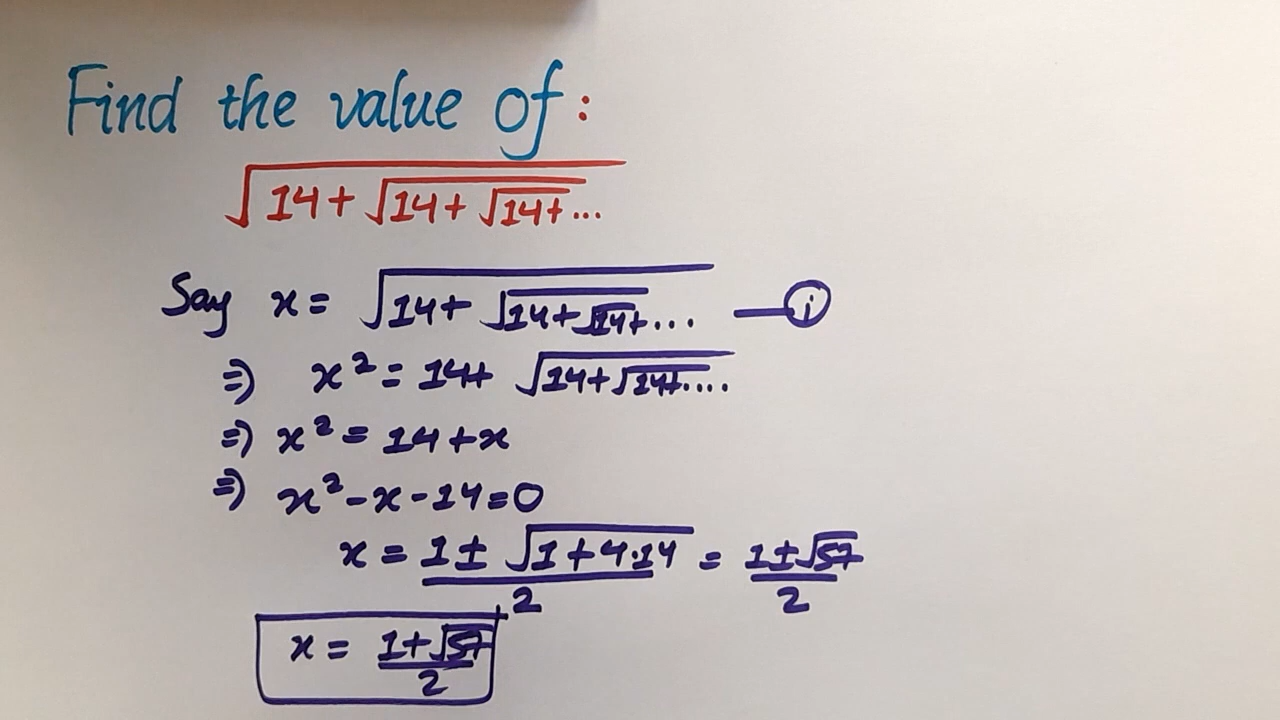 Find the value of :
√14+√14+√14+...
Say x = √14+√14+√14+... — i
⇒) x² = 14+ √14+√14+....
⇒) x² = 14+x
⇒) x²-x-14=0
x = 1± √1+4·14 / 2 = 1±√57 / 2
x = 1+√57 / 2